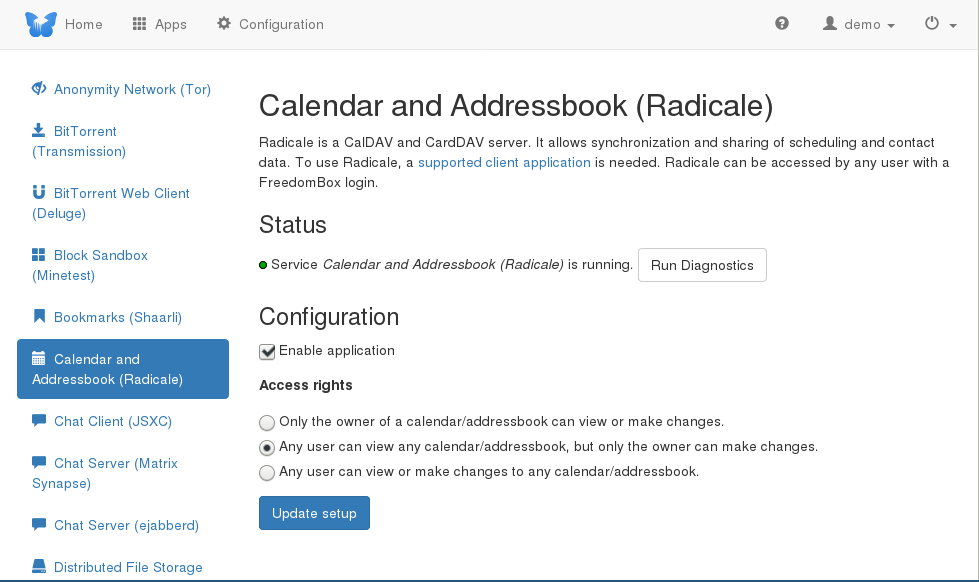 Home Apps Configuration demo
Anonymity Network (Tor)
BitTorrent
(Transmission)
BitTorrent Web Client
(Deluge)
Block Sandbox
(Minetest)
Bookmarks (Shaarli)
Calendar and
Addressbook (Radicale)
Chat Client (JSXC)
Chat Server (Matrix
Synapse)
Chat Server (ejabberd)
Distributed File Storage
Calendar and Addressbook (Radicale)
Radicale is a CalDAV and CardDAV server. It allows synchronization and sharing of scheduling and contact
data. To use Radicale, a supported client application is needed. Radicale can be accessed by any user with a
FreedomBox login.
Status
Service Calendar and Addressbook (Radicale) is running. Run Diagnostics
Configuration
Enable application
Access rights
Only the owner of a calendar/addressbook can view or make changes.
Any user can view any calendar/addressbook, but only the owner can make changes.
Any user can view or make changes to any calendar/addressbook.
Update setup